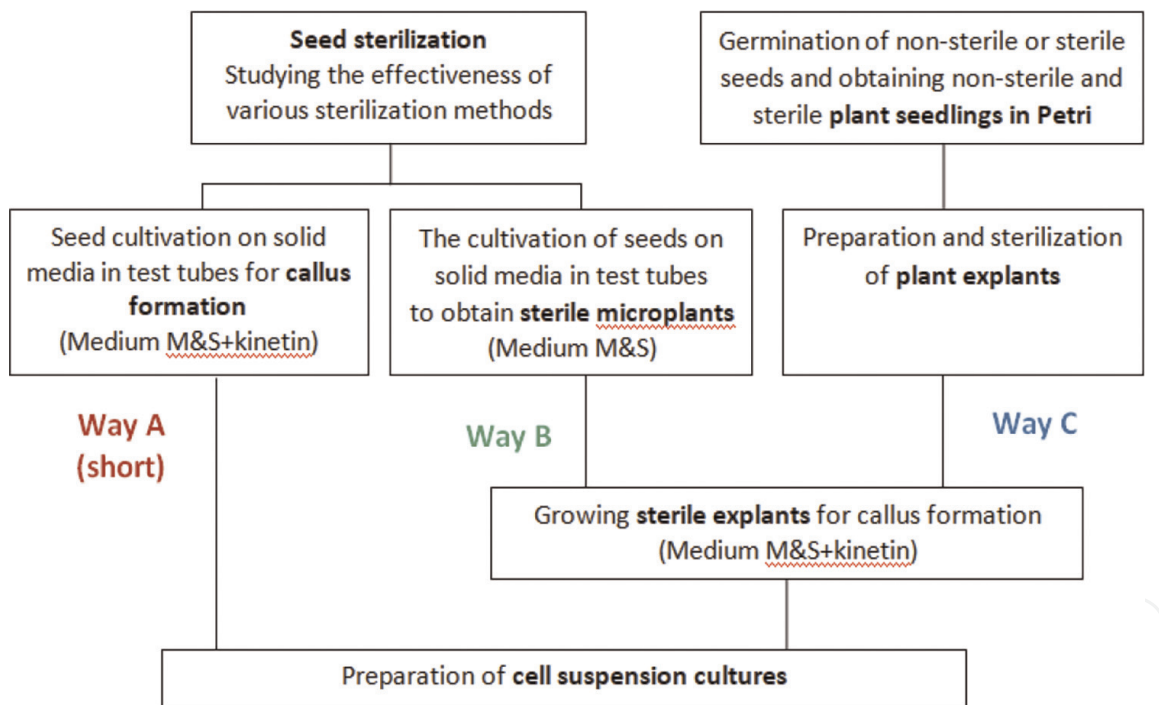 Seed sterilization
Studying the effectiveness of
various sterilization methods
Germination of non-sterile or sterile
seeds and obtaining non-sterile and
sterile plant seedlings in Petri
Seed cultivation on solid
media in test tubes for callus
formation
(Medium M&S+kinetin)
The cultivation of seeds on
solid media in test tubes
to obtain sterile microplants
(Medium M&S)
Preparation and sterilization
of plant explants
Way A
(short)
Way B
Way C
Growing sterile explants for callus formation
(Medium M&S+kinetin)
Preparation of cell suspension cultures